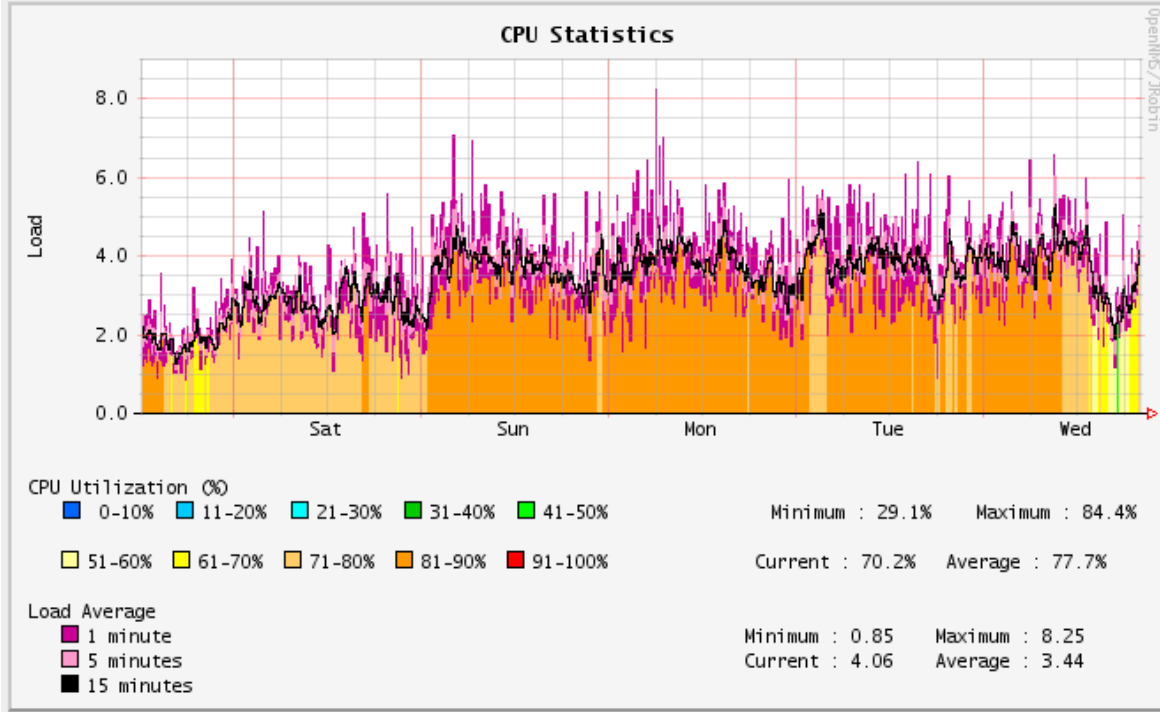 CPU Statistics
OpenNMS/JRobin
8.0
6.0
4.0
2.0
0.0
Load
Sat Sun Mon Tue Wed
CPU Utilization (%)
0-10% 11-20% 21-30% 31-40% 41-50% Minimum : 29.1% Maximum : 84.4%
51-60% 61-70% 71-80% 81-90% 91-100% Current : 70.2% Average : 77.7%
Load Average
1 minute Minimum : 0.85 Maximum : 8.25
5 minutes Current : 4.06 Average : 3.44
15 minutes